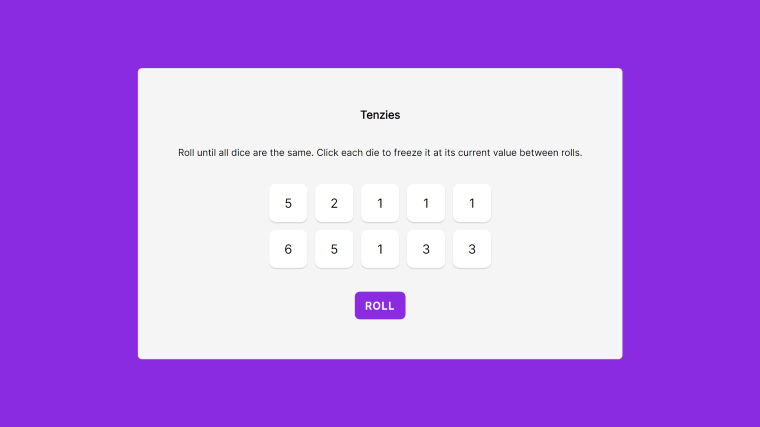 Tenzies
Roll until all dice are the same. Click each die to freeze it at its current value between rolls.
5 2 1 1 1
6 5 1 3 3
ROLL